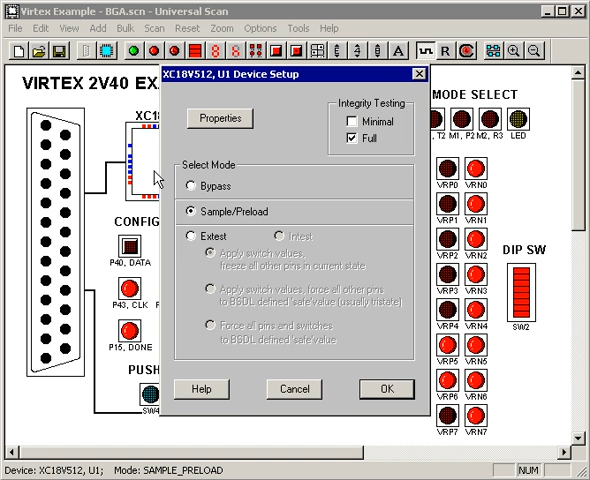 Virtex Example - BGA.scn - Universal Scan
File Edit View Add Bulk Scan Reset Zoom Options Tools Help
A R
VIRTEX 2V40 EX
XC18
MODE SELECT
T2 M1, P2 M2, R3 LED
XC18V512, U1 Device Setup
Properties
Integrity Testing
Minimal
Full
Select Mode
Bypass
Sample/Preload
Extest Intest
Apply switch values,
freeze all other pins in current state
Apply switch values, force all other pins
to BSDL defined 'safe' value (usually tristate)
Force all pins and switches
to BSDL defined 'safe' value
Help Cancel OK
CONFIG
P40, DATA
P43, CLK
P15, DONE
PUSH
SW4
VRP0 VRN0
VRP1 VRN1
VRP2 VRN2
VRP3 VRN3
VRP4 VRN4
VRP5 VRN5
VRP6 VRN6
VRP7 VRN7
DIP SW
SW2
Device: XC18V512, U1; Mode: SAMPLE_PRELOAD
NUM